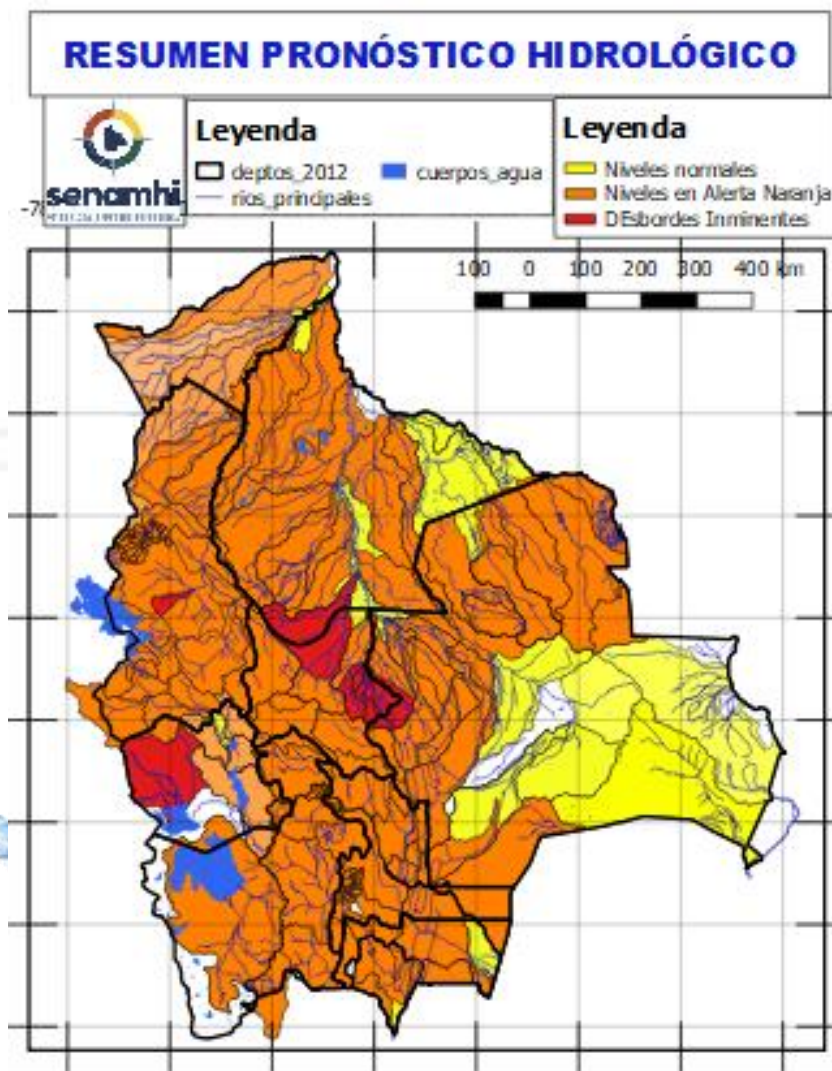 RESUMEN PRONÓSTICO HIDROLÓGICO
senamhi
Leyenda
deptos_2012
cuerpos_agua
rios_principales
Leyenda
Niveles normales
Niveles en Alerta Naranja
DEsbordes Inminentes
100 0 100 200 300 400 km